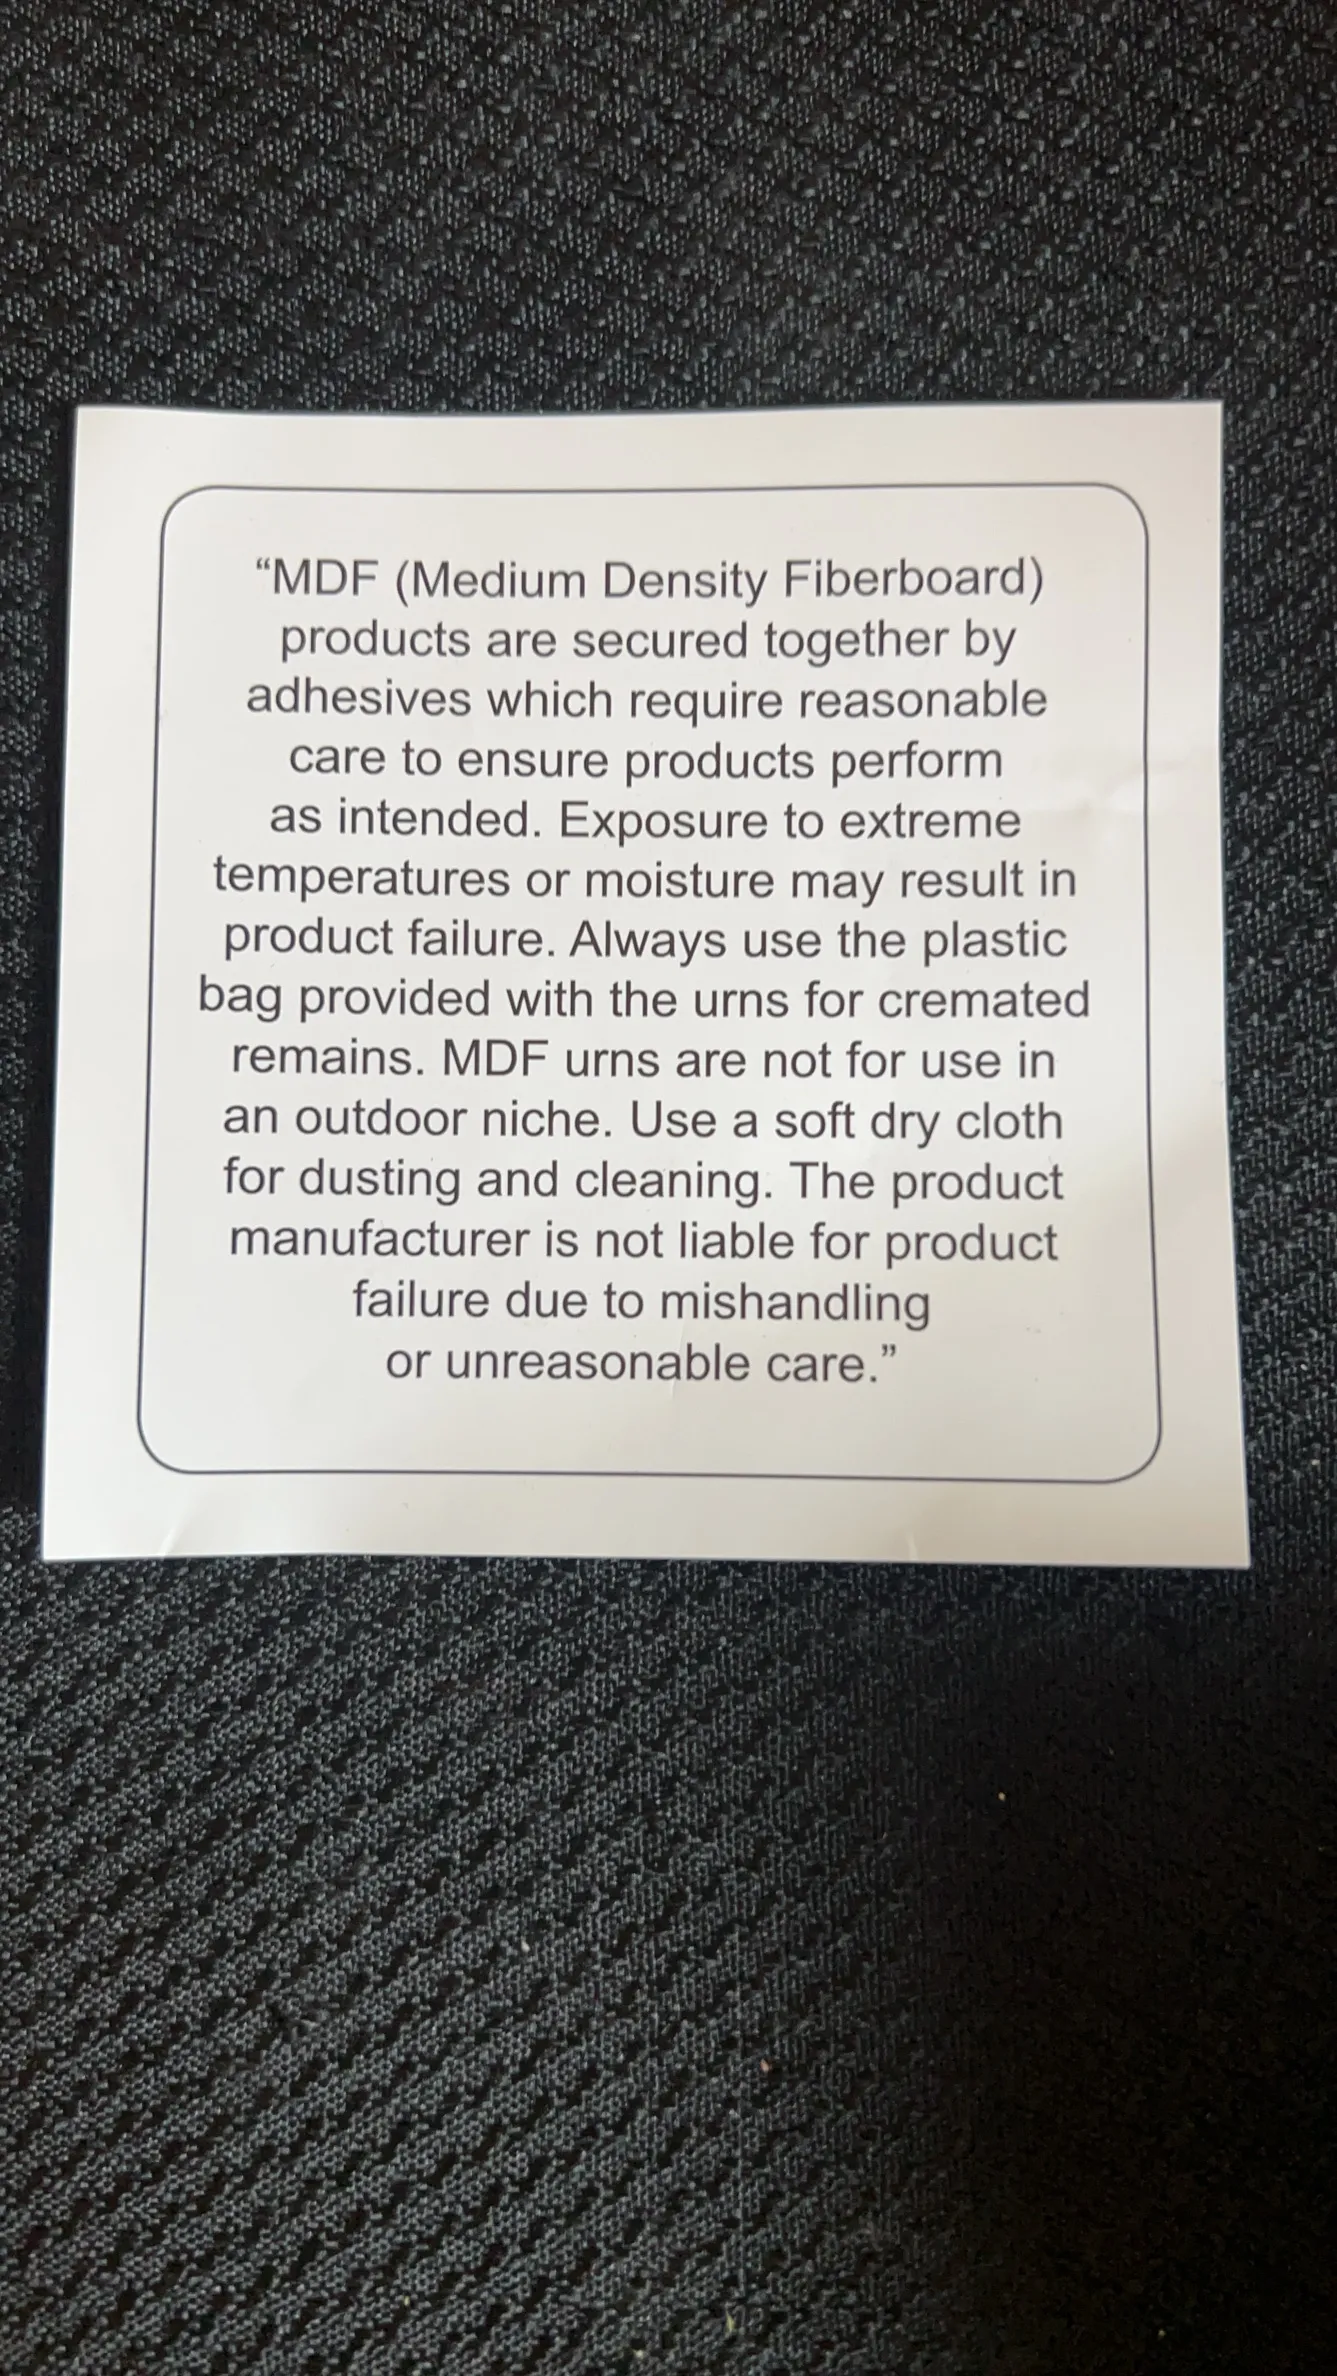 “MDF (Medium Density Fiberboard)
products are secured together by
adhesives which require reasonable
care to ensure products perform
as intended. Exposure to extreme
temperatures or moisture may result in
product failure. Always use the plastic
bag provided with the urns for cremated
remains. MDF urns are not for use in
an outdoor niche. Use a soft dry cloth
for dusting and cleaning. The product
manufacturer is not liable for product
failure due to mishandling
or unreasonable care.”